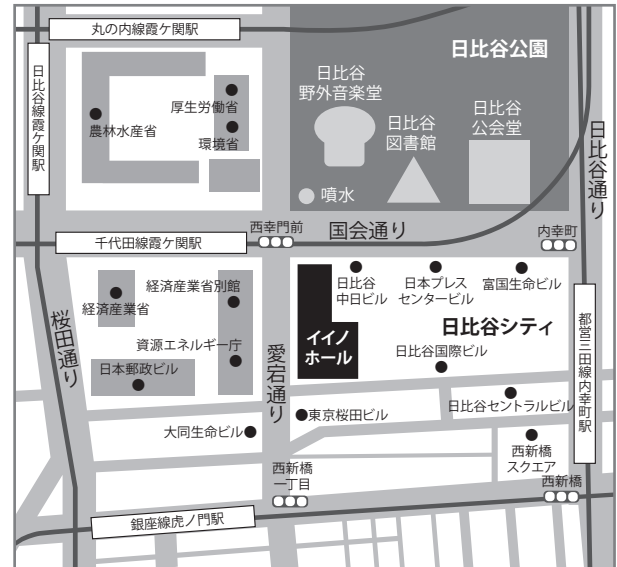 丸の内線霞ケ関駅
日比谷公園
日比谷線霞ケ関駅
厚生労働省
農林水産省
環境省
日比谷
野外音楽堂
日比谷
図書館
日比谷
公会堂
日比谷通り
噴水
西幸門前
国会通り
内幸町
千代田線霞ケ関駅
経済産業省別館
経済産業省
日比谷
中日ビル
日本プレス
センタービル
富国生命ビル
桜田通り
資源エネルギー庁
日本郵政ビル
愛宕通り
イイノ
ホール
日比谷シティ
日比谷国際ビル
都営三田線内幸町駅
大同生命ビル
東京桜田ビル
日比谷セントラルビル
西新橋
スクエア
西新橋
一丁目
西新橋
銀座線虎ノ門駅